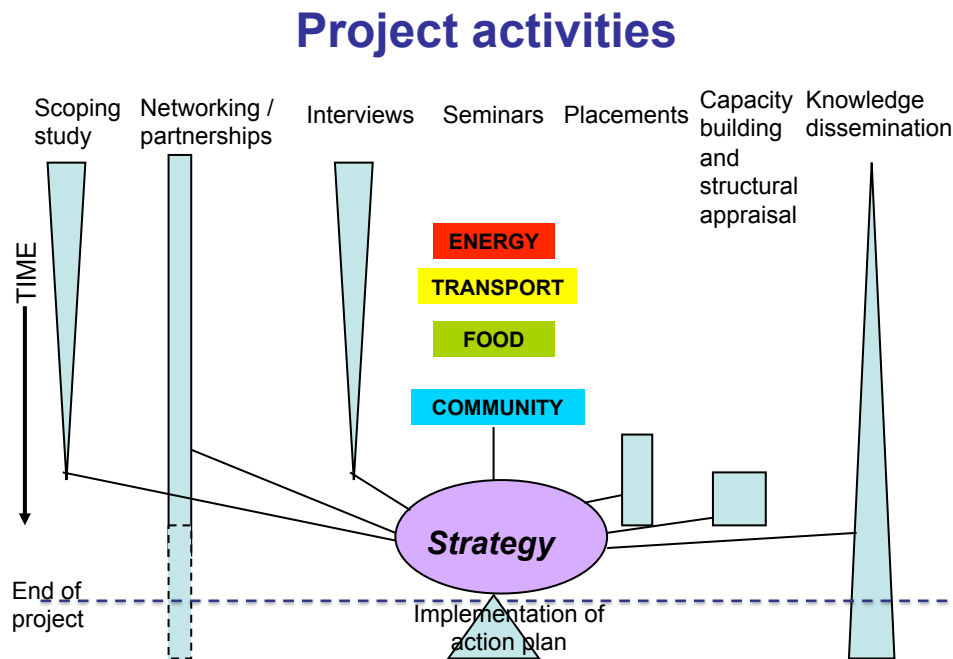 Project activities
Scoping
study
Networking /
partnerships
Interviews
Seminars
Placements
Capacity
building
and
structural
appraisal
Knowledge
dissemination
TIME
ENERGY
TRANSPORT
FOOD
COMMUNITY
Strategy
End of
project
Implementation of
action plan